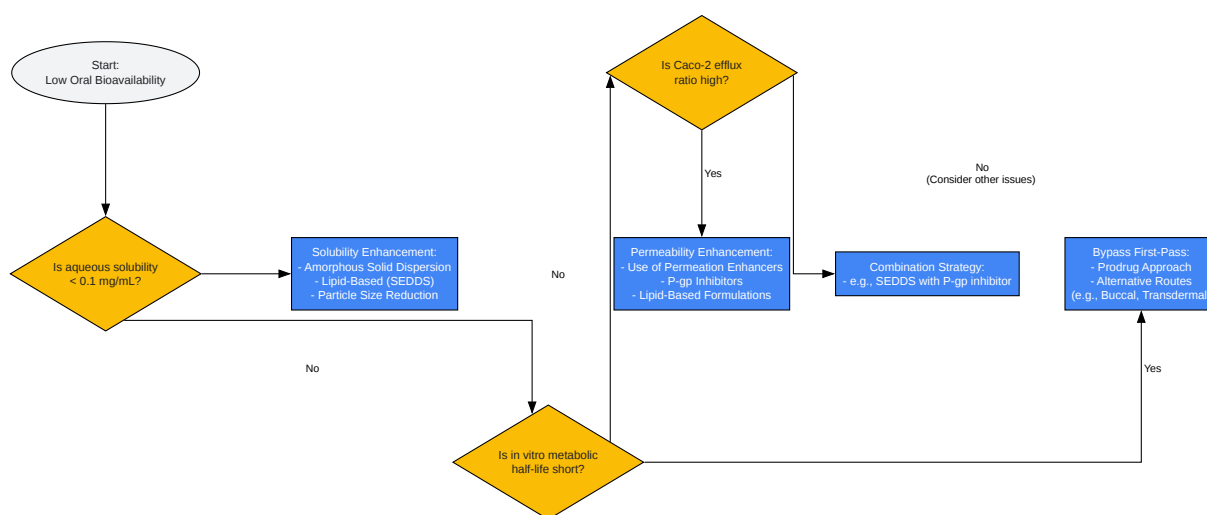 Start:
Low Oral Bioavailability
Is Caco-2 efflux
ratio high?
Yes
No
(Consider other issues)
Is aqueous solubility
< 0.1 mg/mL?
Solubility Enhancement:
- Amorphous Solid Dispersion
- Lipid-Based (SEDDS)
- Particle Size Reduction
No
Permeability Enhancement:
- Use of Permeation Enhancers
- P-gp Inhibitors
- Lipid-Based Formulations
Combination Strategy:
- e.g., SEDDS with P-gp inhibitor
Bypass First-Pass:
- Prodrug Approach
- Alternative Routes
(e.g., Buccal, Transdermal
No
Yes
Is in vitro metabolic
half-life short?